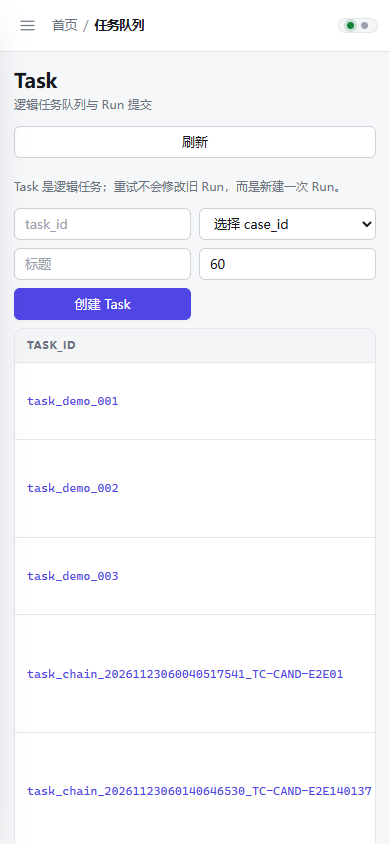 首页 / 任务队列
Task
逻辑任务队列与 Run 提交
刷新
Task 是逻辑任务；重试不会修改旧 Run，而是新建一次 Run。
task_id
选择 case_id
标题
60
创建 Task
TASK_ID
task_demo_001
task_demo_002
task_demo_003
task_chain_20261123060040517541_TC-CAND-E2E01
task_chain_20261123060140646530_TC-CAND-E2E140137